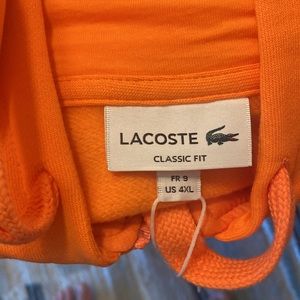 LACOSTE
CLASSIC FIT
FR 9
US 4XL